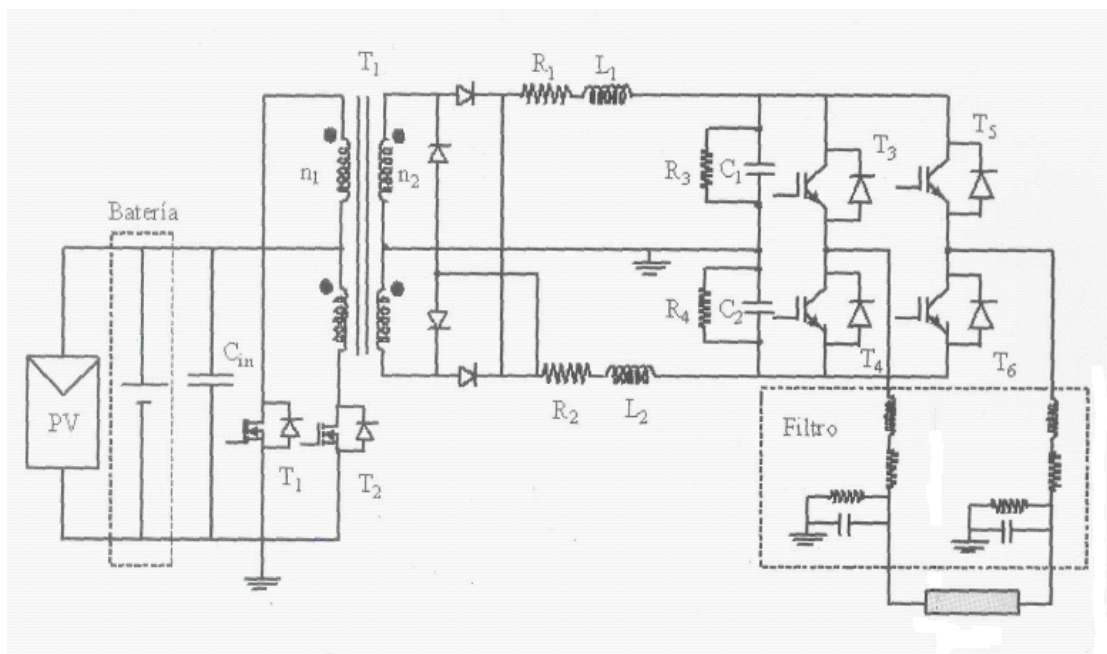 T₁
R₁
L₁
n₁
n₂
R₃
C₁
T₃
T₅
Batería
PV
C_in
R₄
C₂
T₄
T₆
T₁
T₂
R₂
L₂
Filtro